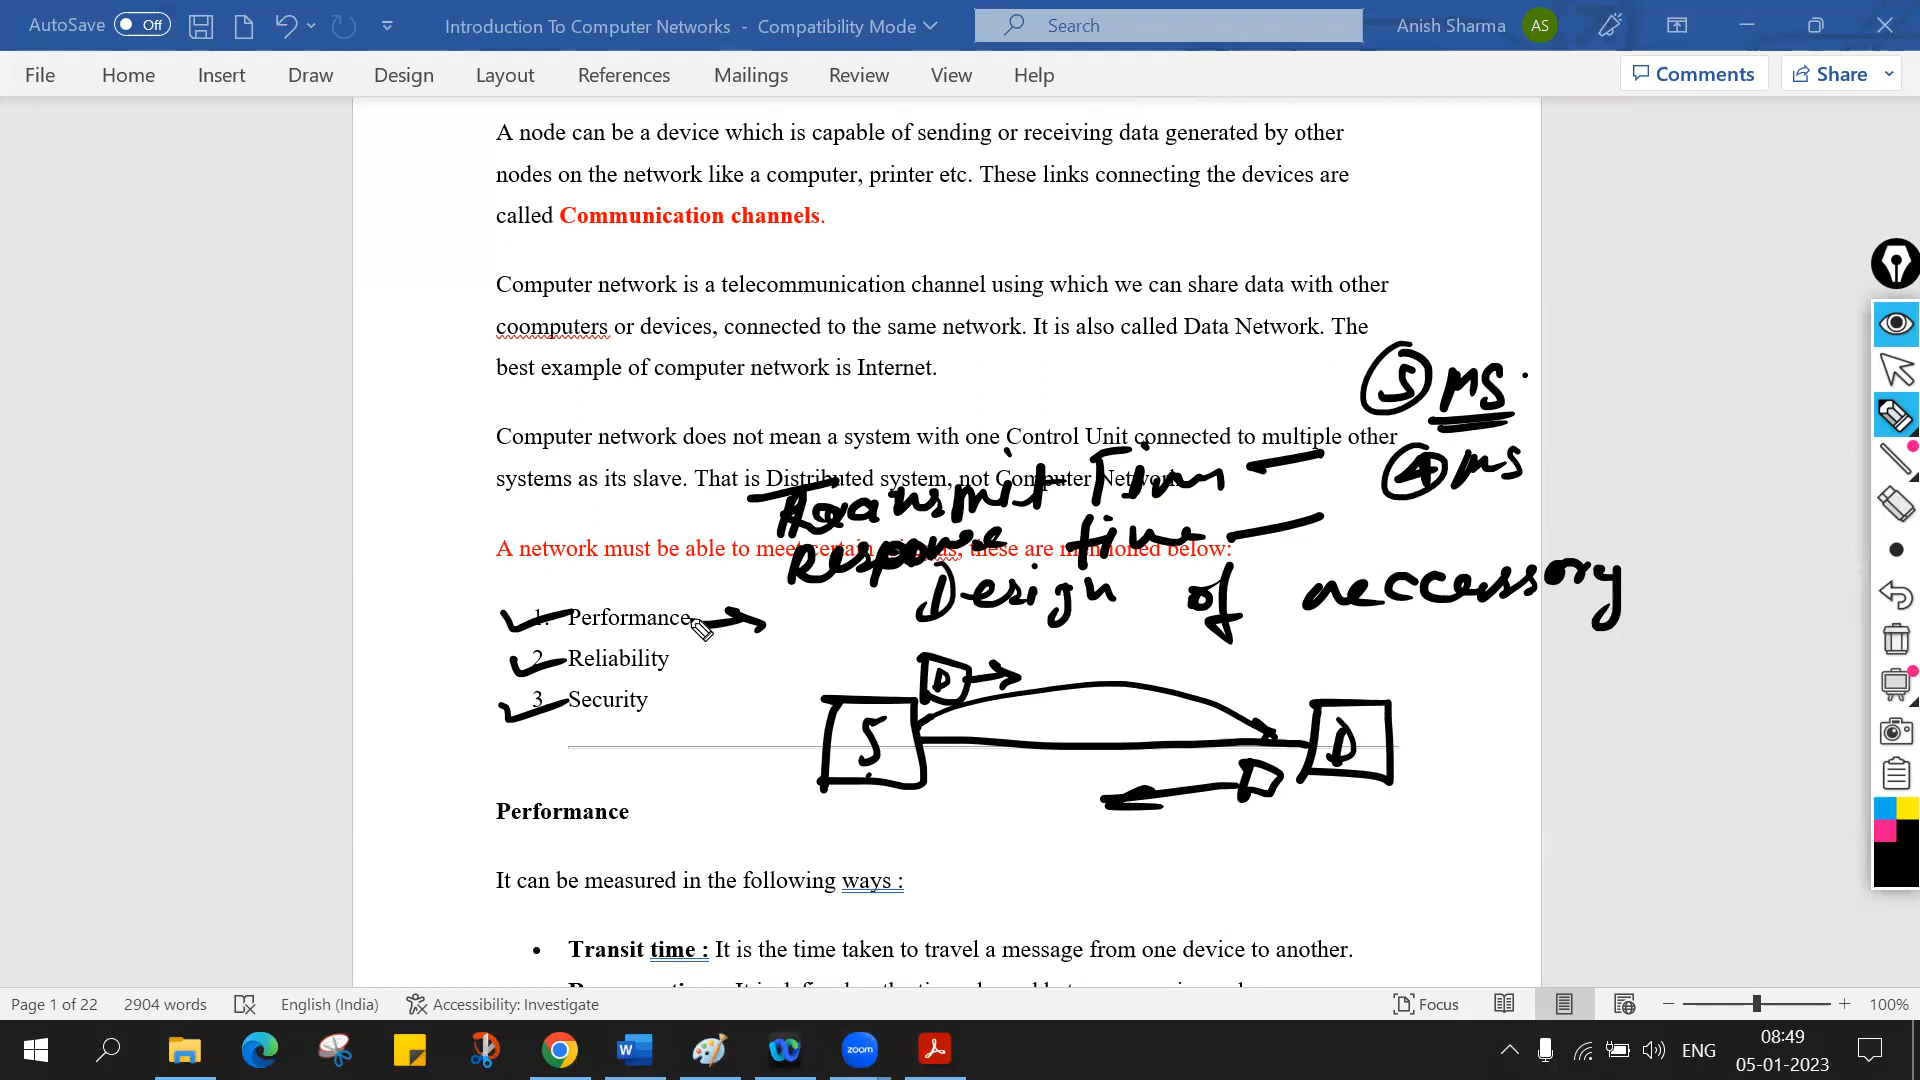 AutoSave Off Introduction To Computer Networks - Compatibility Mode Search Anish Sharma AS
File Home Insert Draw Design Layout References Mailings Review View Help Comments Share
A node can be a device which is capable of sending or receiving data generated by other
nodes on the network like a computer, printer etc. These links connecting the devices are
called Communication channels.
Computer network is a telecommunication channel using which we can share data with other
coomputers or devices, connected to the same network. It is also called Data Network. The
best example of computer network is Internet.
5 μs.
Computer network does not mean a system with one Control Unit connected to multiple other
systems as its slave. That is Distributed system, not Computer Network.
4 μs
Transmit Time
Response time
A network must be able to meet certain these are mentioned below:
Design of neccessory
1. Performance
2. Reliability
3. Security
D
S D
Performance
It can be measured in the following ways :
• Transit time : It is the time taken to travel a message from one device to another.
Page 1 of 22 2904 words English (India) Accessibility: Investigate Focus 100%
W zoom ENG 08:49
05-01-2023